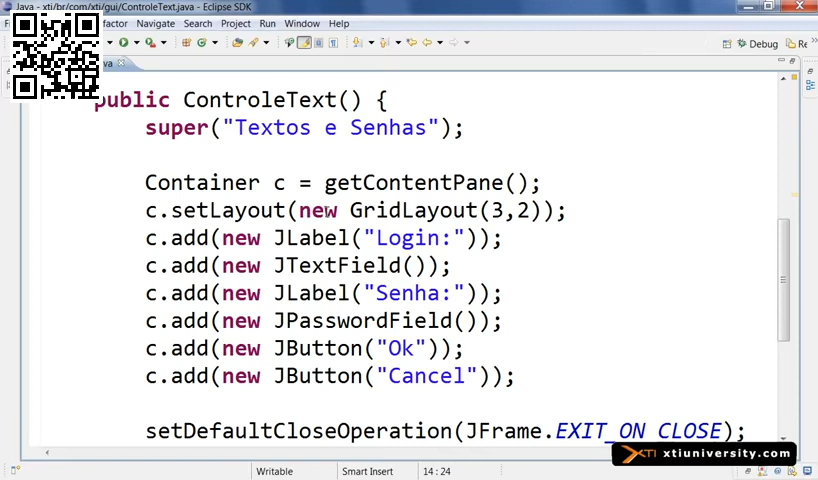 Java - xti/br/com/xti/gui/ControleText.java - Eclipse SDK
factor Navigate Search Project Run Window Help
Debug Re
va
public ControleText() {
super("Textos e Senhas");
Container c = getContentPane();
c.setLayout(new GridLayout(3,2));
c.add(new JLabel("Login:"));
c.add(new JTextField());
c.add(new JLabel("Senha:"));
c.add(new JPasswordField());
c.add(new JButton("Ok"));
c.add(new JButton("Cancel"));
setDefaultCloseOperation(JFrame.EXIT_ON_CLOSE);
XTI xtiuniversity.com
Writable Smart Insert 14 : 24